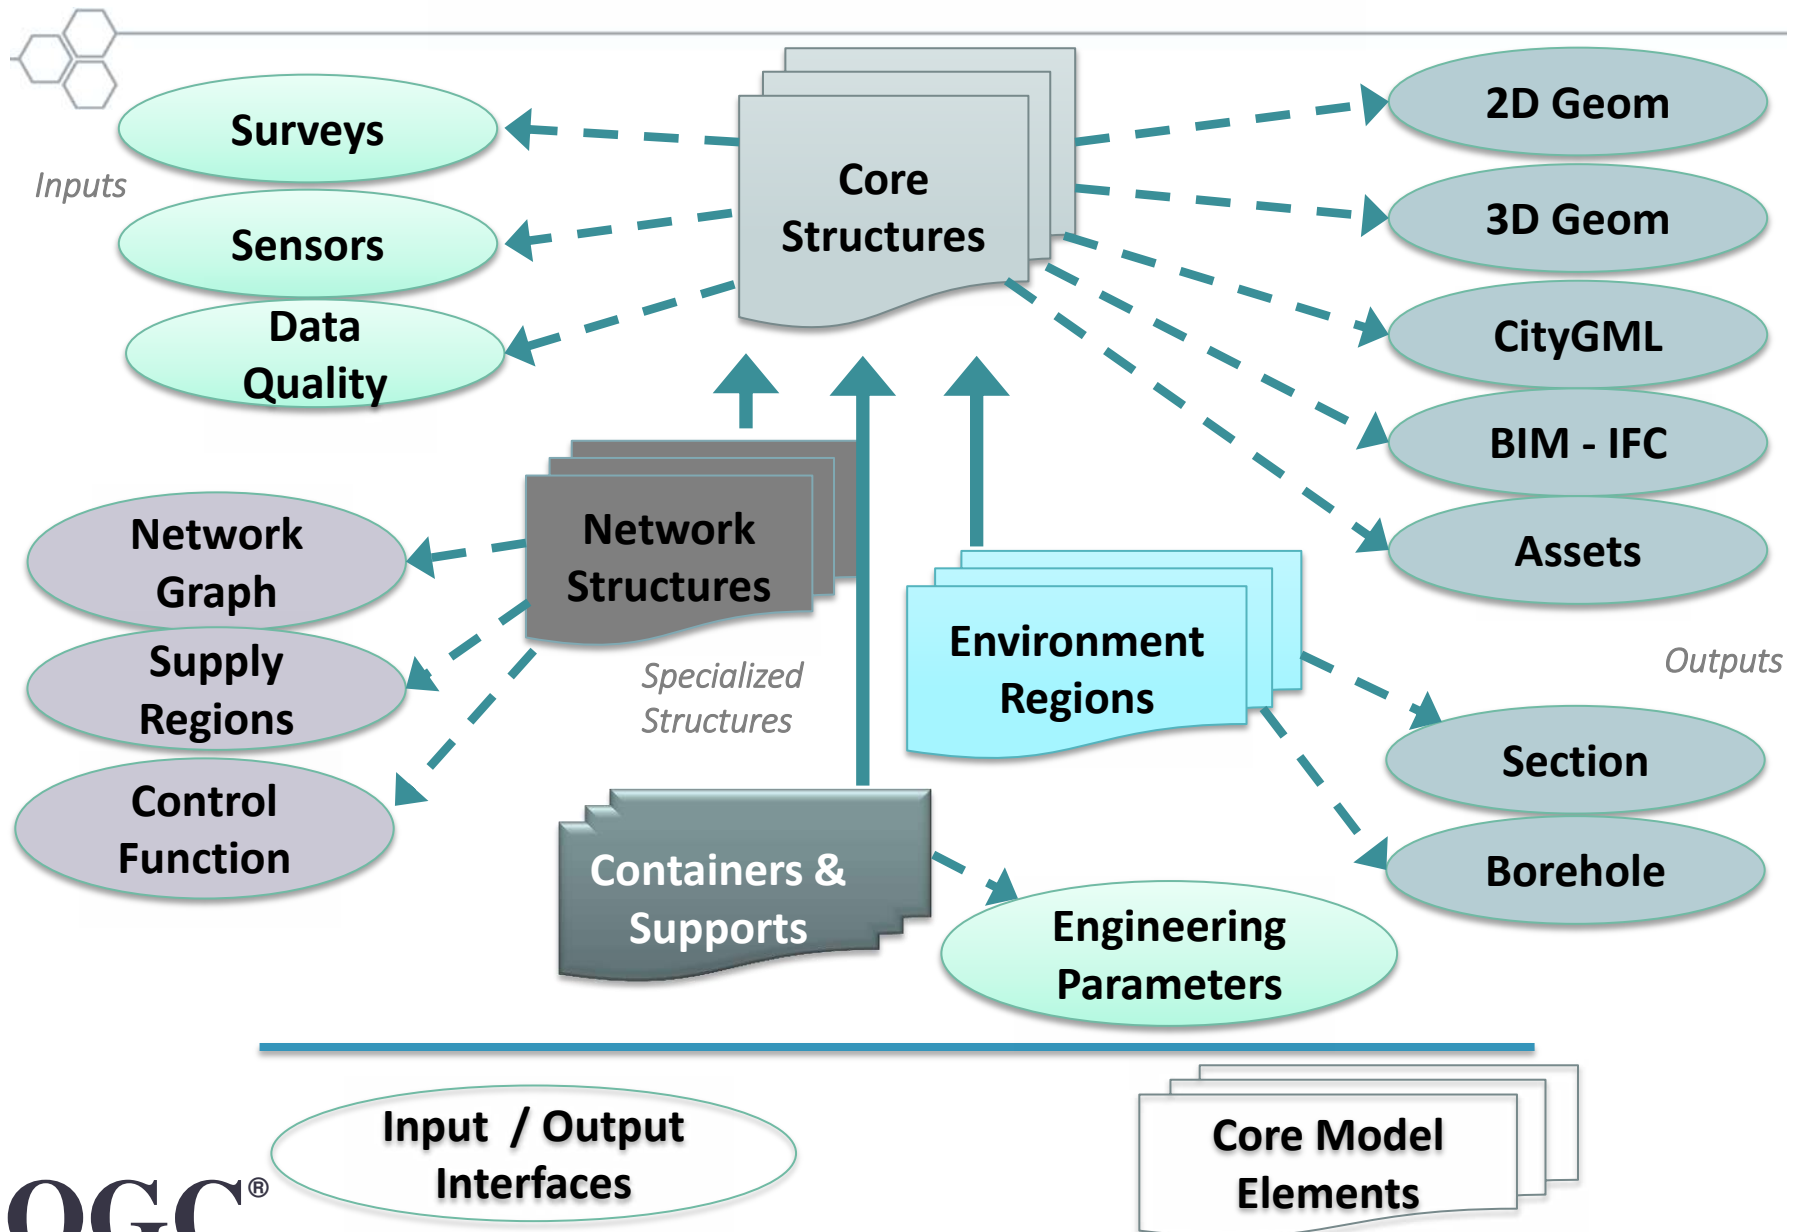 Surveys
Inputs
Sensors
Data
Quality
Core
Structures
2D Geom
3D Geom
CityGML
BIM - IFC
Assets
Outputs
Network
Graph
Supply
Regions
Control
Function
Network
Structures
Specialized
Structures
Environment
Regions
Section
Borehole
Containers &
Supports
Engineering
Parameters
Input / Output
Interfaces
Core Model
Elements
OGC®